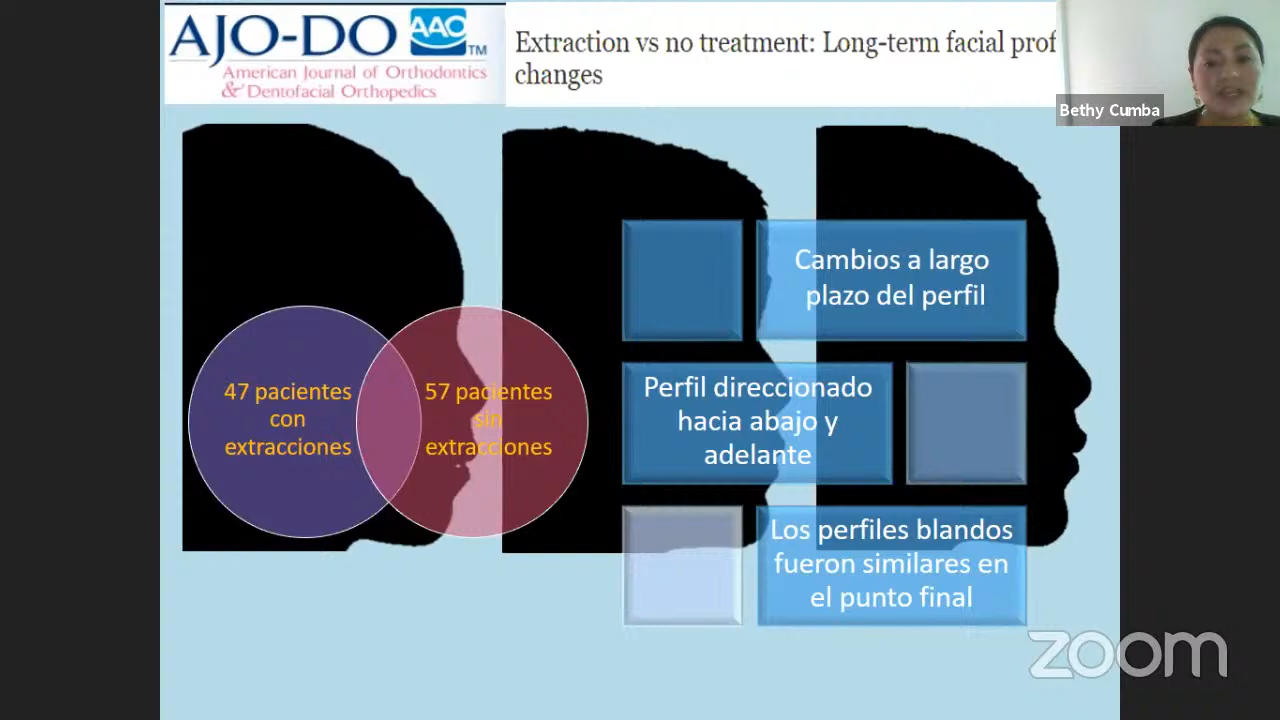 AJO-DO AAO TM
American Journal of Orthodontics
& Dentofacial Orthopedics
Extraction vs no treatment: Long-term facial prof
changes
Bethy Cumba
47 pacientes
con
extracciones
57 pacientes
sin
extracciones
Cambios a largo
plazo del perfil
Perfil direccionado
hacia abajo y
adelante
Los perfiles blandos
fueron similares en
el punto final
zoom